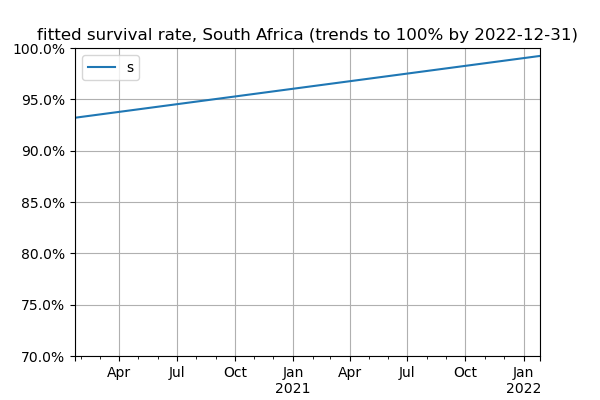 fitted survival rate, South Africa (trends to 100% by 2022-12-31)
100.0%
s
95.0%
90.0%
85.0%
80.0%
75.0%
70.0%
Apr Jul Oct Jan Apr Jul Oct Jan
2021 2022